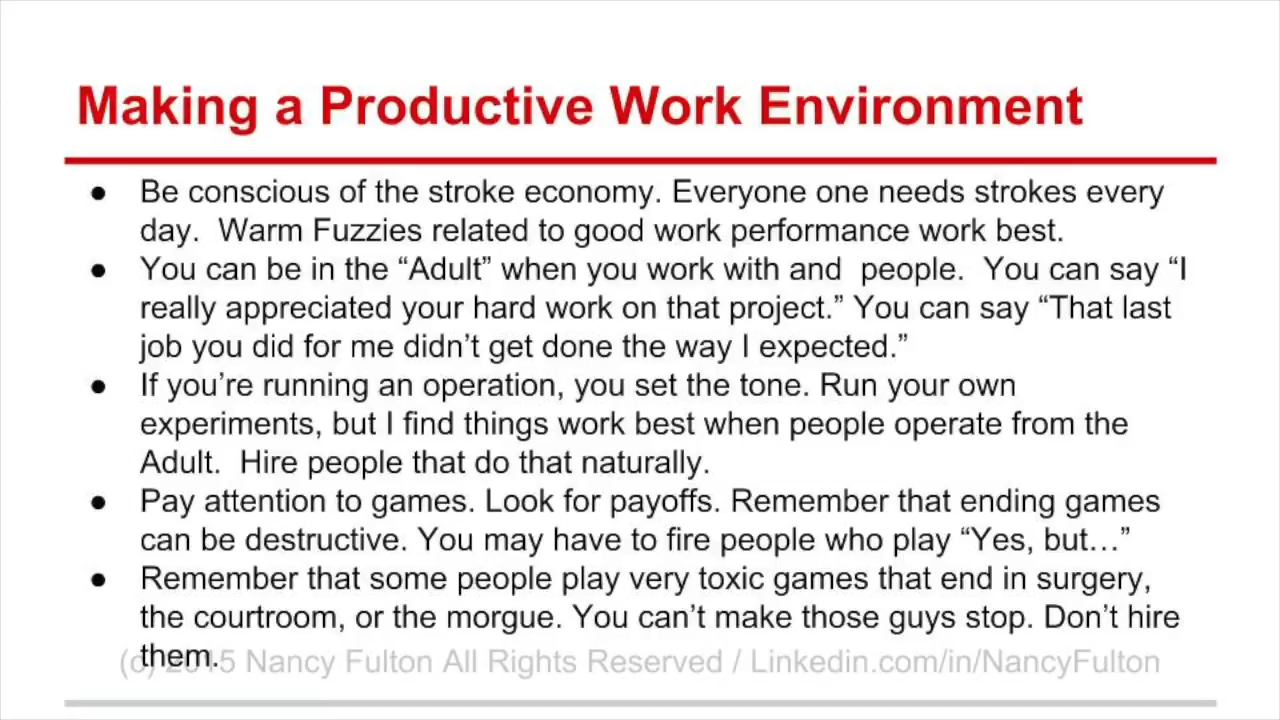 Making a Productive Work Environment
● Be conscious of the stroke economy. Everyone one needs strokes every
day.  Warm Fuzzies related to good work performance work best.
● You can be in the “Adult” when you work with and  people.  You can say “I
really appreciated your hard work on that project.” You can say “That last
job you did for me didn’t get done the way I expected.”
● If you’re running an operation, you set the tone. Run your own
experiments, but I find things work best when people operate from the
Adult.  Hire people that do that naturally.
● Pay attention to games. Look for payoffs. Remember that ending games
can be destructive. You may have to fire people who play “Yes, but…”
● Remember that some people play very toxic games that end in surgery,
the courtroom, or the morgue. You can’t make those guys stop. Don’t hire
them.
(c) 2015 Nancy Fulton All Rights Reserved / Linkedin.com/in/NancyFulton